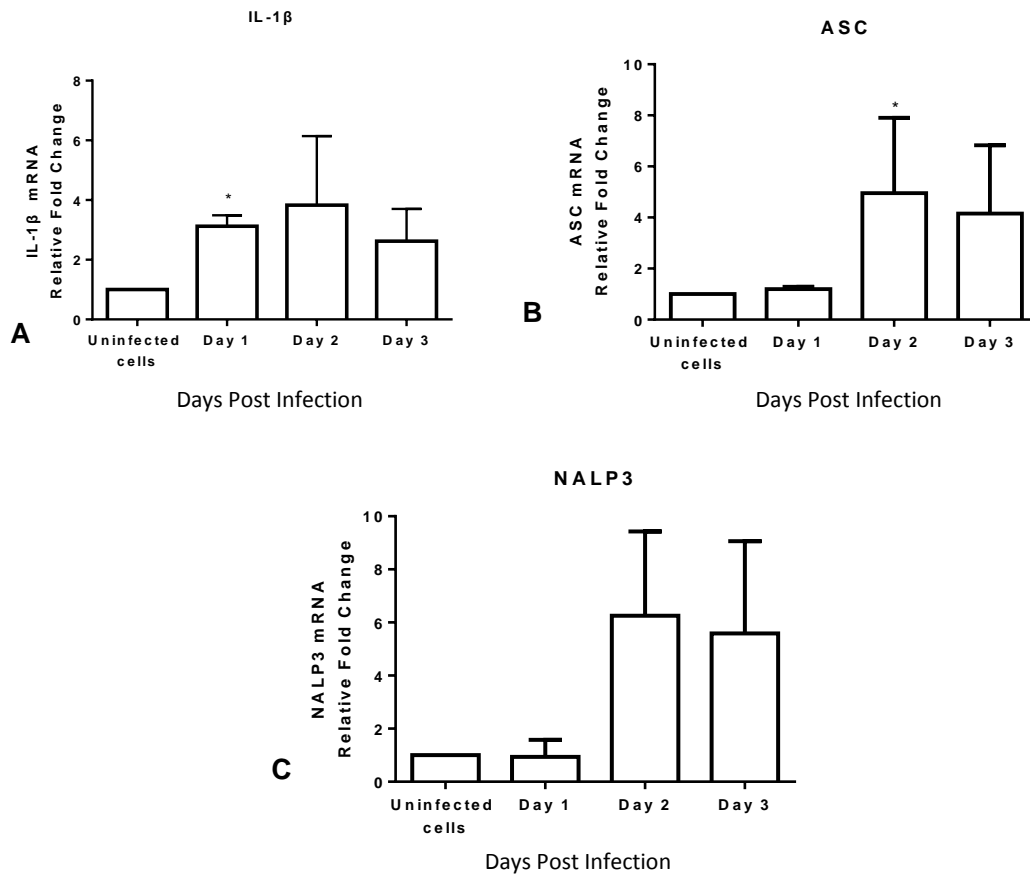 IL-1β
IL-1β mRNA
Relative Fold Change
8
6
4
2
0
*
Uninfected
cells
Day 1
Day 2
Day 3
A
Days Post Infection
ASC
ASC mRNA
Relative Fold Change
10
8
6
4
2
0
*
Uninfected
cells
Day 1
Day 2
Day 3
B
Days Post Infection
NALP3
NALP3 mRNA
Relative Fold Change
10
8
6
4
2
0
Uninfected
cells
Day 1
Day 2
Day 3
C
Days Post Infection